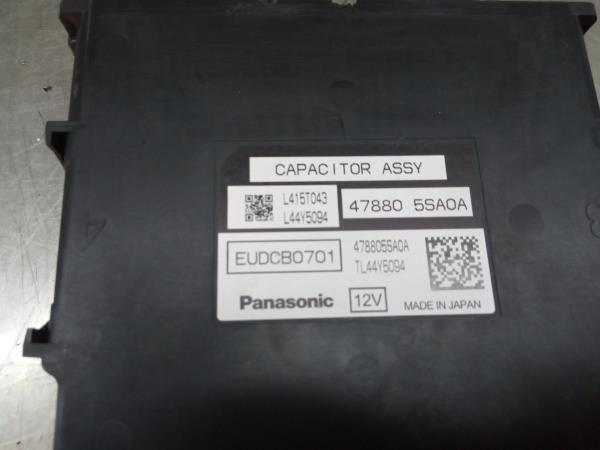 CAPACITOR ASSY
L415T043
L44Y5094
47880 5SA0A
EUDCB0701
478805SA0A
TL44Y5094
Panasonic 12V MADE IN JAPAN